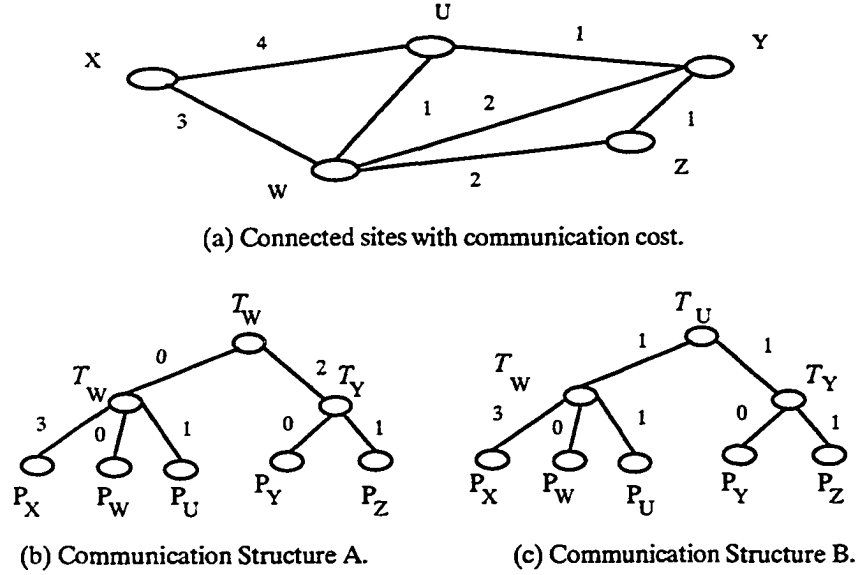 U
4
1
Y
X
3
1
2
1
W
2
Z
(a) Connected sites with communication cost.
T_W
0
2
T_W
T_Y
3
0
1
0
1
P_X
P_W
P_U
P_Y
P_Z
(b) Communication Structure A.
T_U
1
1
T_W
T_Y
3
0
1
0
1
P_X
P_W
P_U
P_Y
P_Z
(c) Communication Structure B.